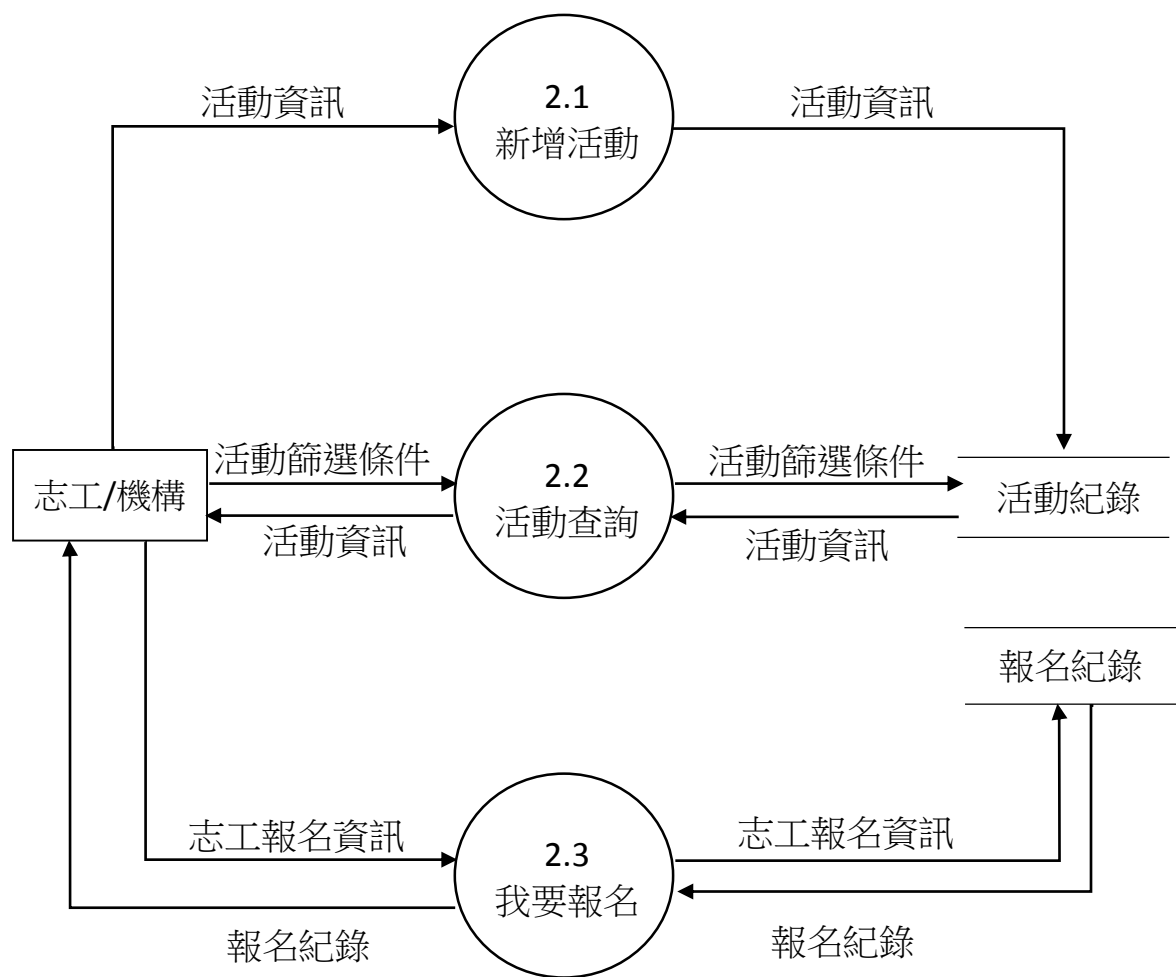 活動資訊
2.1
新增活動
活動資訊
志工/機構
活動篩選條件
活動資訊
2.2
活動查詢
活動篩選條件
活動資訊
活動紀錄
報名紀錄
志工報名資訊
報名紀錄
2.3
我要報名
志工報名資訊
報名紀錄